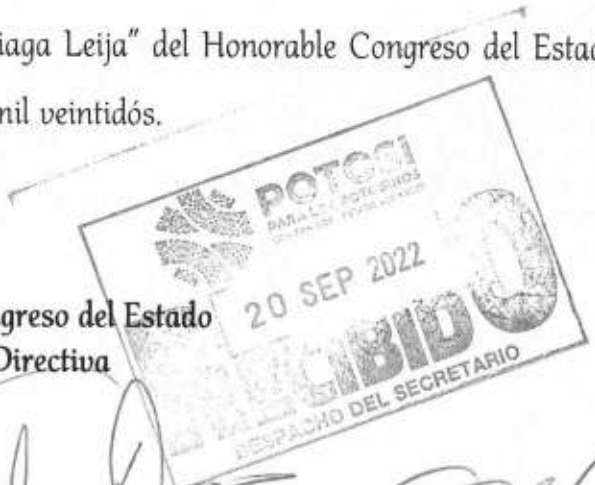 iaga Leija” del Honorable Congreso del Estad
nil veintidós.
POTOSÍ
PARA LOS POTOSINOS
20 SEP 2022
RECIBIDO
DESPACHO DEL SECRETARIO
greso del Estado
Directiva